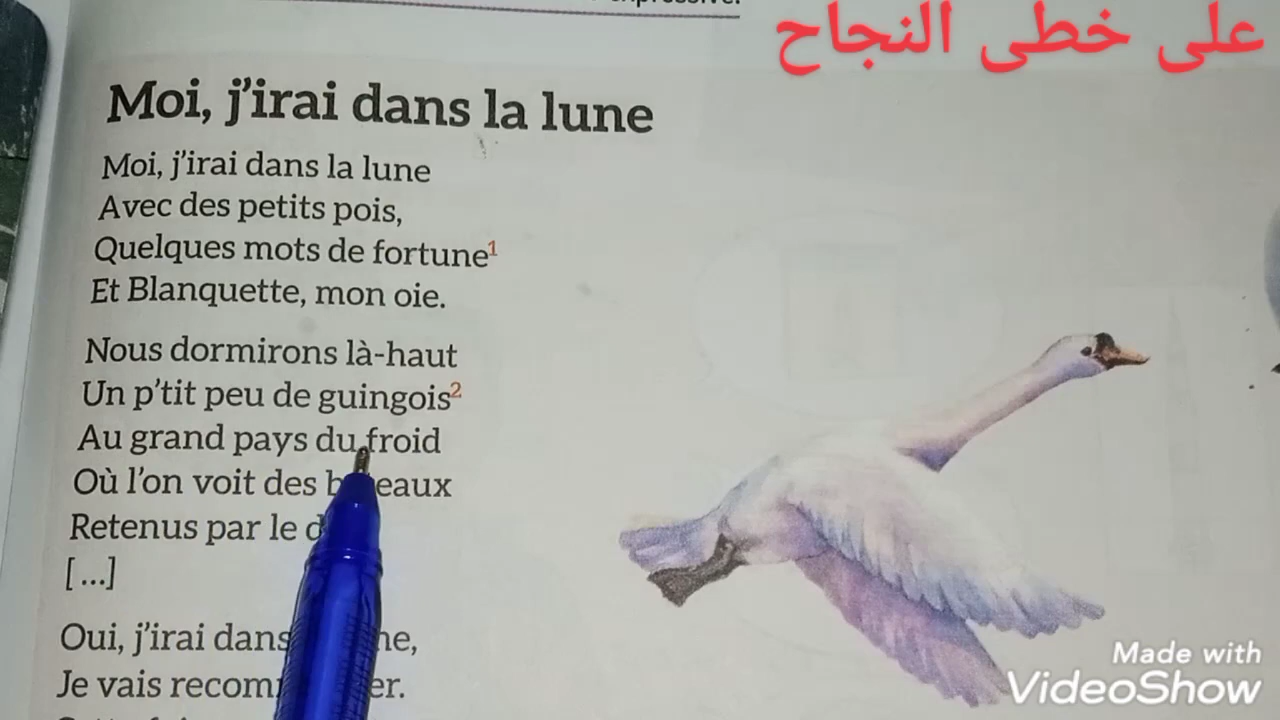 على خطى النجاح
Moi, j'irai dans la lune
Moi, j'irai dans la lune
Avec des petits pois,
Quelques mots de fortune¹
Et Blanquette, mon oie.
Nous dormirons là-haut
Un p'tit peu de guingois²
Au grand pays du froid
Où l'on voit des
Retenus par le
[...]
Oui, j'irai dans
Je vais
Made with
VideoShow